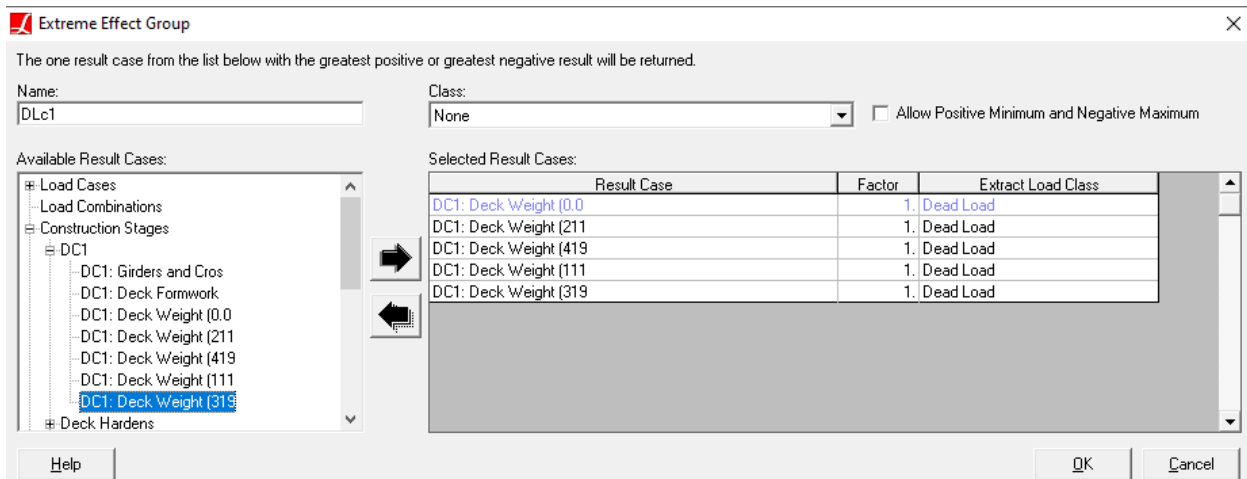 Extreme Effect Group
The one result case from the list below with the greatest positive or greatest negative result will be returned.
Name:
DLc1
Class:
None
Allow Positive Minimum and Negative Maximum
Available Result Cases:
Load Cases
Load Combinations
Construction Stages
DC1
DC1: Girders and Cros
DC1: Deck Formwork
DC1: Deck Weight (0.0
DC1: Deck Weight (211
DC1: Deck Weight (419
DC1: Deck Weight (111
DC1: Deck Weight (319
Deck Hardens
Selected Result Cases:
Result Case Factor Extract Load Class
DC1: Deck Weight (0.0 1. Dead Load
DC1: Deck Weight (211 1. Dead Load
DC1: Deck Weight (419 1. Dead Load
DC1: Deck Weight (111 1. Dead Load
DC1: Deck Weight (319 1. Dead Load
Help
OK
Cancel